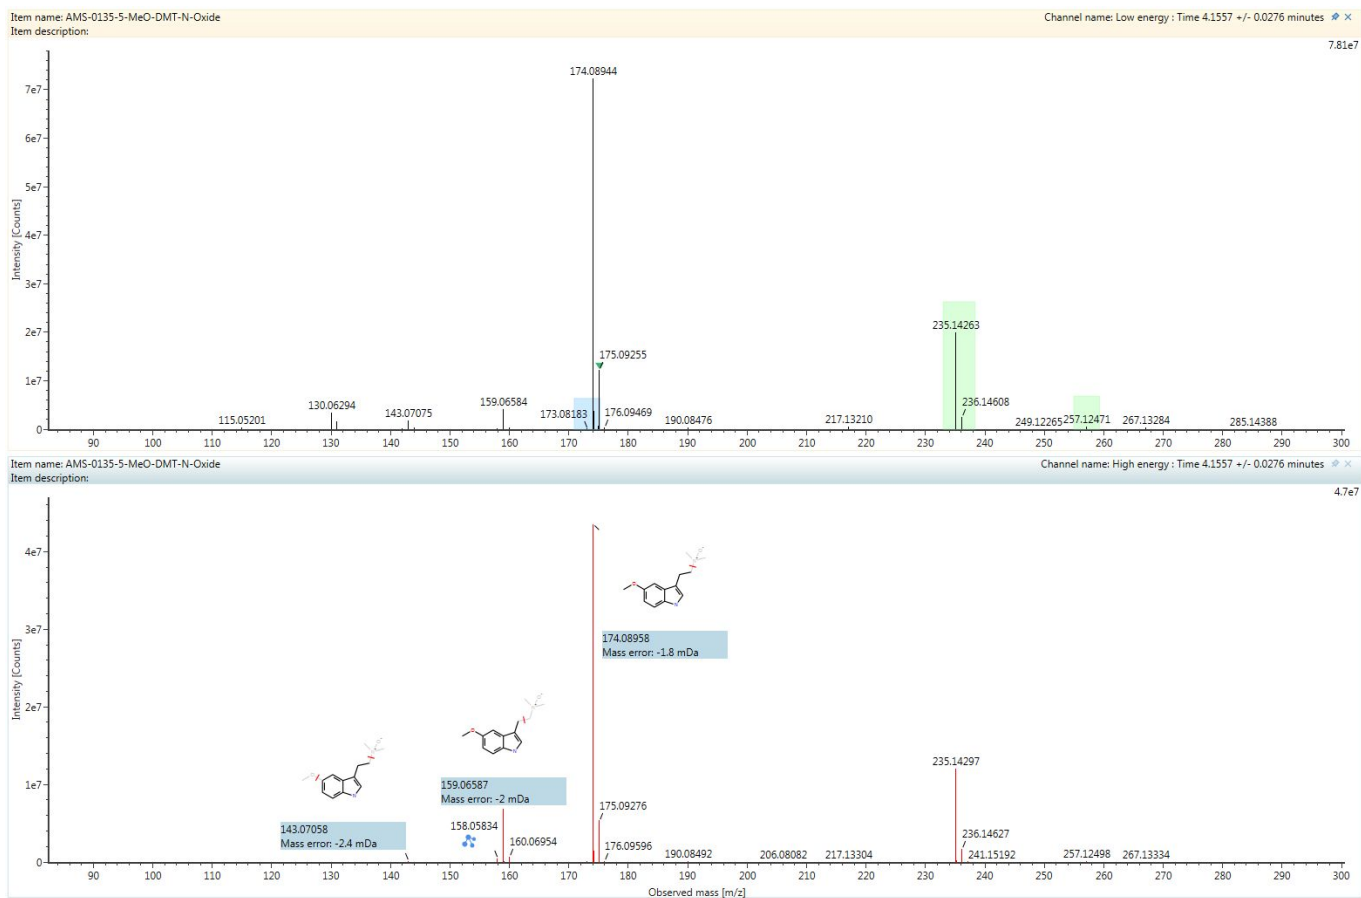 Item name: AMS-0135-5-MeO-DMT-N-Oxide
Channel name: Low energy : Time 4.1557 +/- 0.0276 minutes
Item description:
7.81e7
174.08944
7e7
6e7
5e7
4e7
Intensity [Counts]
3e7
2e7
235.14263
175.09255
1e7
130.06294
159.06584
173.08183
236.14608
115.05201
143.07075
176.09469
190.08476
217.13210
249.12265
257.12471
267.13284
285.14388
0
90 100 110 120 130 140 150 160 170 180 190 200 210 220 230 240 250 260 270 280 290 300
Item name: AMS-0135-5-MeO-DMT-N-Oxide
Channel name: High energy : Time 4.1557 +/- 0.0276 minutes
Item description:
4.7e7
4e7
174.08958
Mass error: -1.8 mDa
3e7
Intensity [Counts]
2e7
235.14297
1e7
159.06587
Mass error: -2 mDa
175.09276
143.07058
Mass error: -2.4 mDa
158.05834
160.06954
176.09596
190.08492
206.08082
217.13304
236.14627
241.15192
257.12498
267.13334
0
90 100 110 120 130 140 150 160 170 180 190 200 210 220 230 240 250 260 270 280 290 300
Observed mass [m/z]